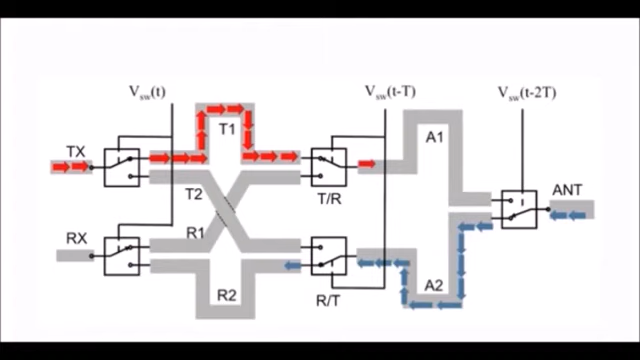 Vsw(t)
Vsw(t-T)
Vsw(t-2T)
TX
T1
A1
T2
T/R
ANT
RX
R1
R2
R/T
A2